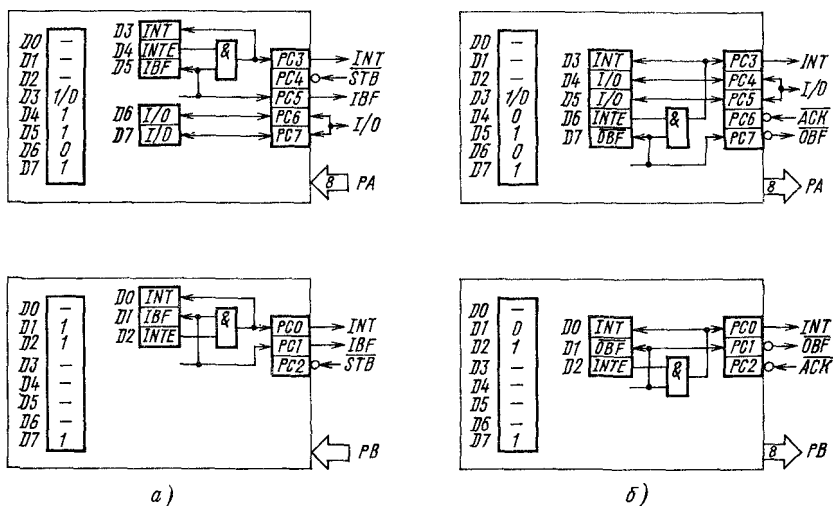 D0 –
D1 –
D2 –
D3 1/0
D4 1
D5 1
D6 0
D7 1
D3 INT
D4 INTE
D5 IBF
D6 I/O
D7 I/O
&
PC3 INT
PC4 STB
PC5 IBF
PC6
PC7
I/O
8 PA
D0 –
D1 –
D2 –
D3 1/0
D4 0
D5 1
D6 0
D7 1
D3 INT
D4 I/O
D5 I/O
D6 INTE
D7 OBF
&
PC3 INT
PC4
PC5
I/O
PC6 ACK
PC7 OBF
8 PA
D0 –
D1 1
D2 1
D3 –
D4 –
D5 –
D6 –
D7 1
D0 INT
D1 IBF
D2 INTE
&
PC0 INT
PC1 IBF
PC2 STB
PB
а)
D0 –
D1 0
D2 1
D3 –
D4 –
D5 –
D6 –
D7 1
D0 INT
D1 OBF
D2 INTE
&
PC0 INT
PC1 OBF
PC2 ACK
8 PB
б)